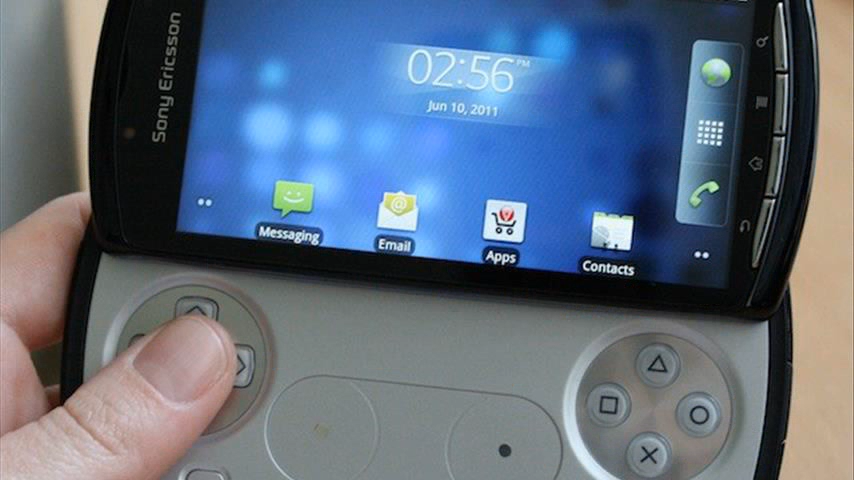 Sony Ericsson
02:56 PM
Jun 10, 2011
Messaging
Email
Apps
Contacts